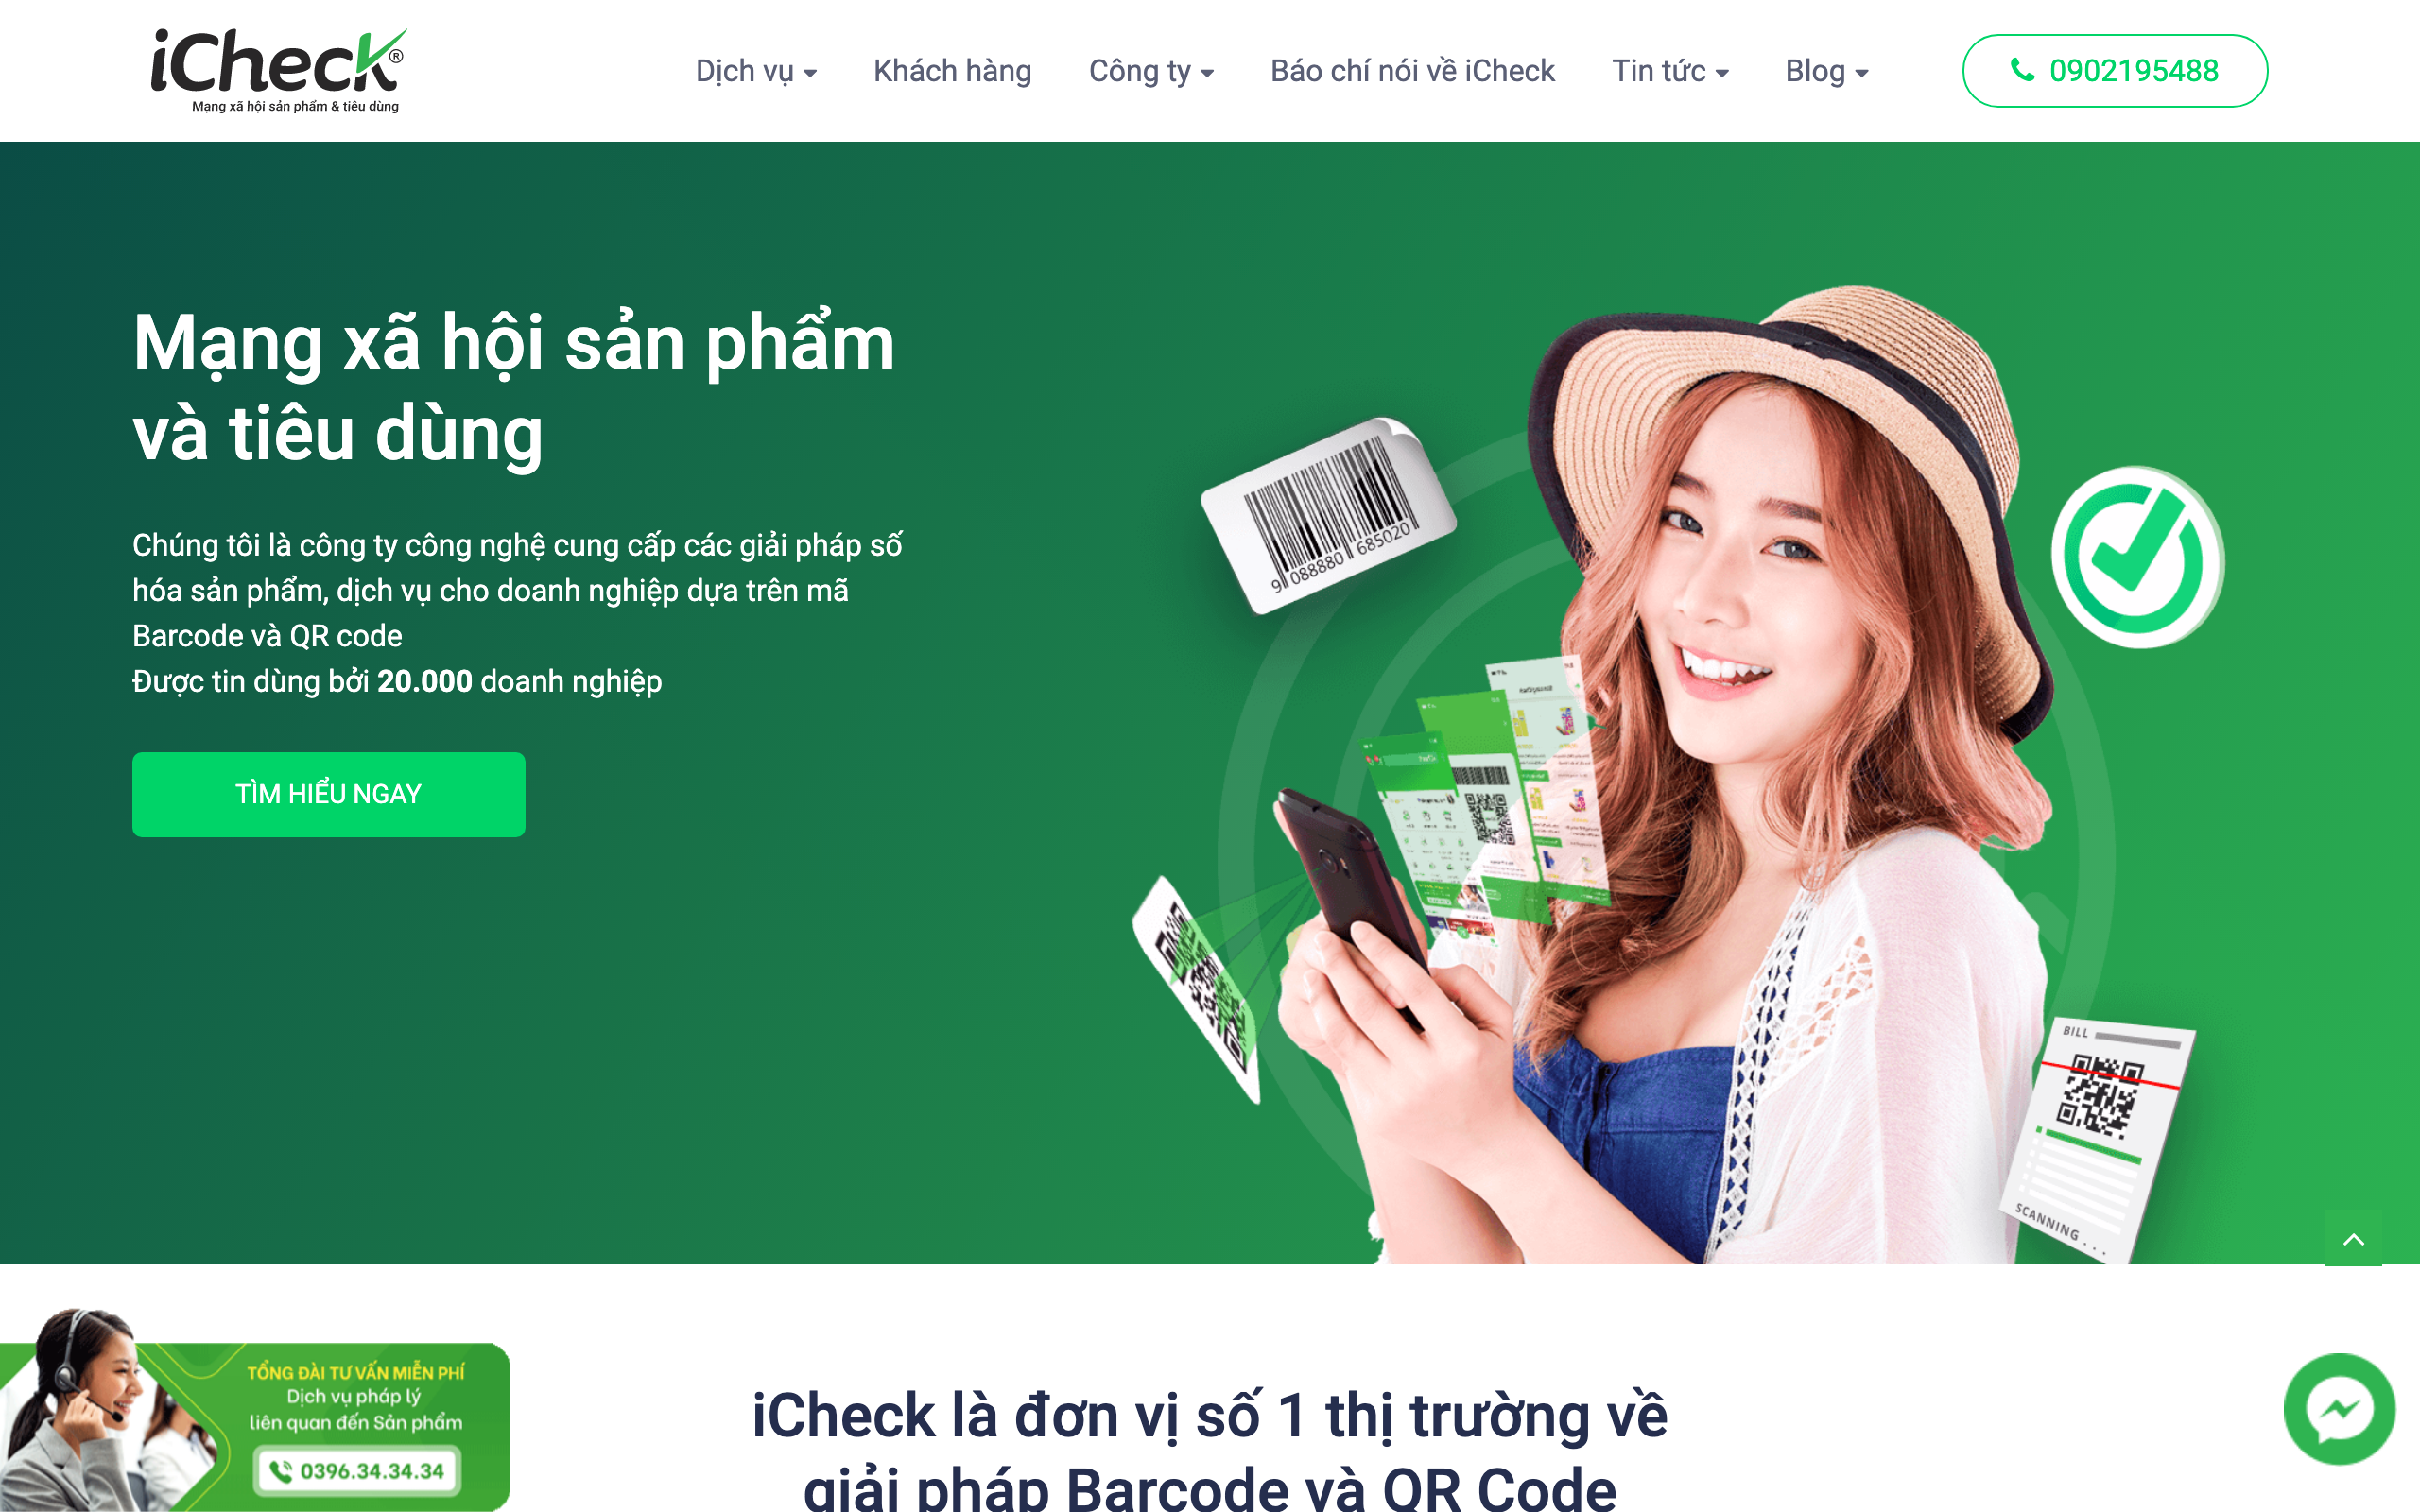 iCheck®
Mạng xã hội sản phẩm & tiêu dùng
Dịch vụ
Khách hàng
Công ty
Báo chí nói về iCheck
Tin tức
Blog
0902195488
Mạng xã hội sản phẩm
và tiêu dùng
Chúng tôi là công ty công nghệ cung cấp các giải pháp số
hóa sản phẩm, dịch vụ cho doanh nghiệp dựa trên mã
Barcode và QR code
Được tin dùng bởi 20.000 doanh nghiệp
TÌM HIỂU NGAY
9 088880 685020
BILL
SCANNING . . .
TỔNG ĐÀI TƯ VẤN MIỄN PHÍ
Dịch vụ pháp lý
liên quan đến Sản phẩm
0396.34.34.34
iCheck là đơn vị số 1 thị trường về
giải pháp Barcode và QR Code